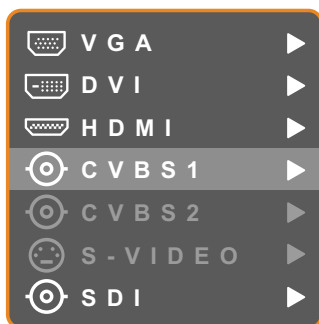 VGA
DVI
HDMI
CVBS1
CVBS2
S-VIDEO
SDI